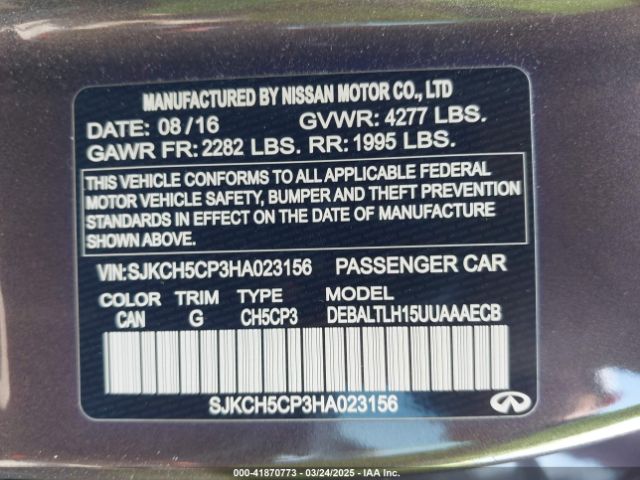 MANUFACTURED BY NISSAN MOTOR CO., LTD
DATE: 08/16 GVWR: 4277 LBS.
GAWR FR: 2282 LBS. RR: 1995 LBS.
THIS VEHICLE CONFORMS TO ALL APPLICABLE FEDERAL
MOTOR VEHICLE SAFETY, BUMPER AND THEFT PREVENTION
STANDARDS IN EFFECT ON THE DATE OF MANUFACTURE
SHOWN ABOVE.
VIN:SJKCH5CP3HA023156 PASSENGER CAR
COLOR TRIM TYPE MODEL
CAN G CH5CP3 DEBALTLH15UUAAAECB
SJKCH5CP3HA023156
000-41870773 - 03/24/2025 - IAA Inc.